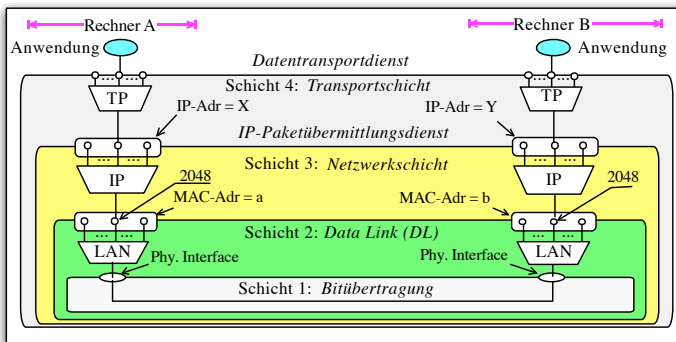 Rechner A
Rechner B
Anwendung
Anwendung
Datentransportdienst
Schicht 4: Transportschicht
TP
TP
IP-Adr = X
IP-Adr = Y
IP-Paketübermittlungsdienst
Schicht 3: Netzwerkschicht
IP
IP
2048
2048
MAC-Adr = a
MAC-Adr = b
Schicht 2: Data Link (DL)
LAN
LAN
Phy. Interface
Phy. Interface
Schicht 1: Bitübertragung